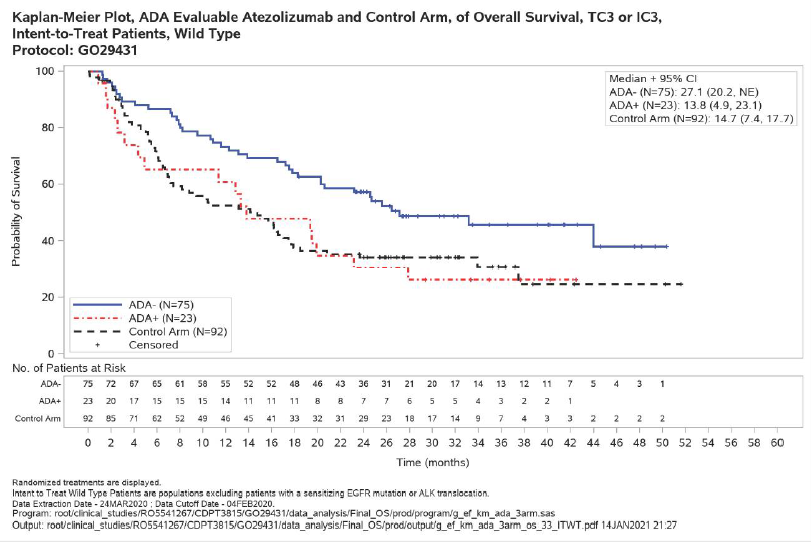 Kaplan-Meier Plot, ADA Evaluable Atezolizumab and Control Arm, of Overall Survival, TC3 or IC3,
Intent-to-Treat Patients, Wild Type
Protocol: GO29431
Median + 95% CI
ADA- (N=75): 27.1 (20.2, NE)
ADA+ (N=23): 13.8 (4.9, 23.1)
Control Arm (N=92): 14.7 (7.4, 17.7)
Probability of Survival
100
80
60
40
20
0
ADA- (N=75)
ADA+ (N=23)
Control Arm (N=92)
+ Censored
No. of Patients at Risk
ADA- 75 72 67 65 61 58 55 52 52 48 46 43 36 31 21 20 17 14 13 12 11 7 5 4 3 1
ADA+ 23 20 17 15 15 15 14 11 11 11 8 8 7 7 6 5 5 4 3 2 2 1
Control Arm 92 85 71 62 52 49 46 45 41 33 32 31 29 23 18 17 14 9 7 4 3 3 2 2 2 2
0 2 4 6 8 10 12 14 16 18 20 22 24 26 28 30 32 34 36 38 40 42 44 46 48 50 52 54 56 58 60
Time (months)
Randomized treatments are displayed.
Intent to Treat Wild Type Patients are populations excluding patients with a sensitizing EGFR mutation or ALK translocation.
Data Extraction Date - 24MAR2020 ; Data Cutoff Date - 04FEB2020.
Program: root/clinical_studies/RO5541267/CDPT3815/GO29431/data_analysis/Final_OS/prod/program/g_ef_km_ada_3arm.sas
Output: root/clinical_studies/RO5541267/CDPT3815/GO29431/data_analysis/Final_OS/prod/output/g_ef_km_ada_3arm_os_33_ITWT.pdf 14JAN2021 21:27